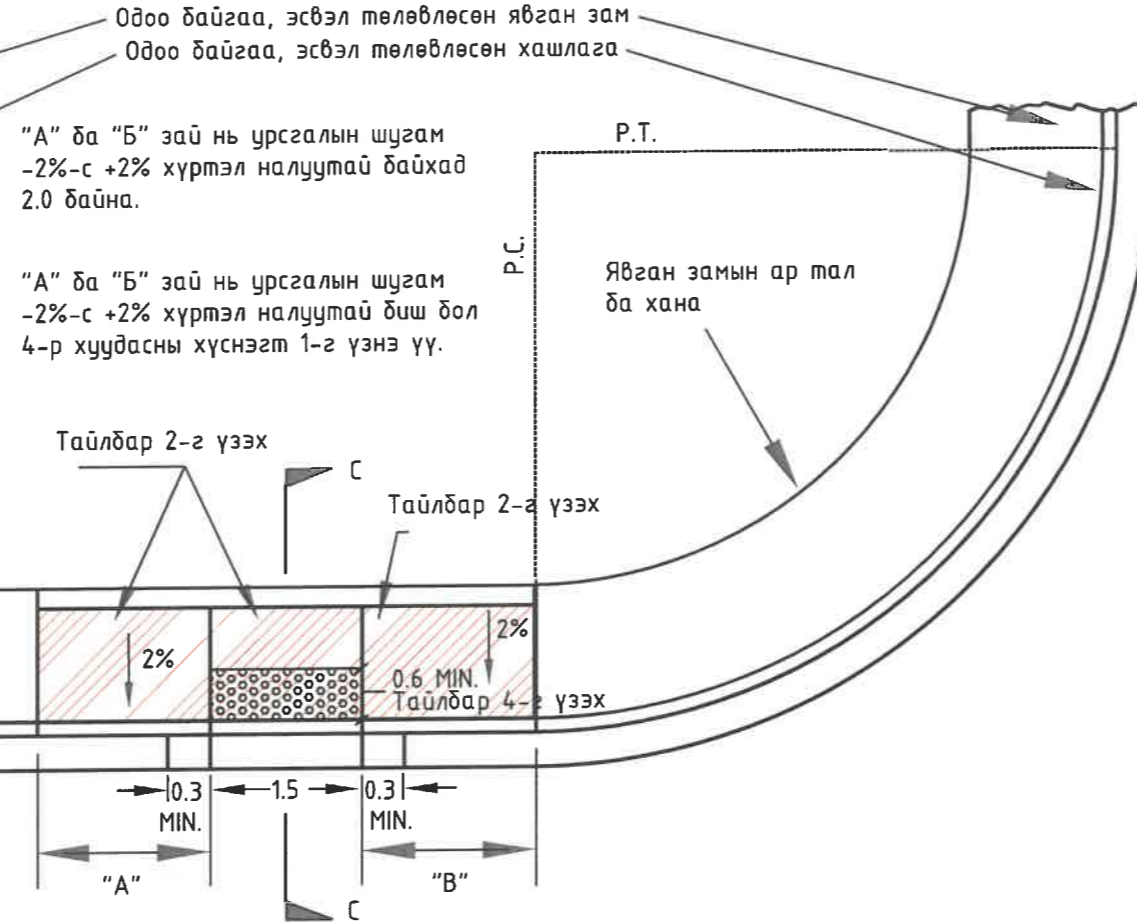 Одоо байгаа, эсвэл төлөвлөсөн явган зам
Одоо байгаа, эсвэл төлөвлөсөн хашлага
"А" ба "Б" зай нь урсгалын шугам
-2%-с +2% хүртэл налуутай байхад
2.0 байна.
P.T.
P.C.
"А" ба "Б" зай нь урсгалын шугам
-2%-с +2% хүртэл налуутай биш бол
4-р хуудасны хүснэгт 1-г үзнэ үү.
Явган замын ар тал
ба хана
Тайлбар 2-г үзэх
C
Тайлбар 2-г үзэх
2%
2%
0.6 MIN.
Тайлбар 4-г үзэх
0.3 1.5 0.3
MIN. MIN.
"A" "B"
C